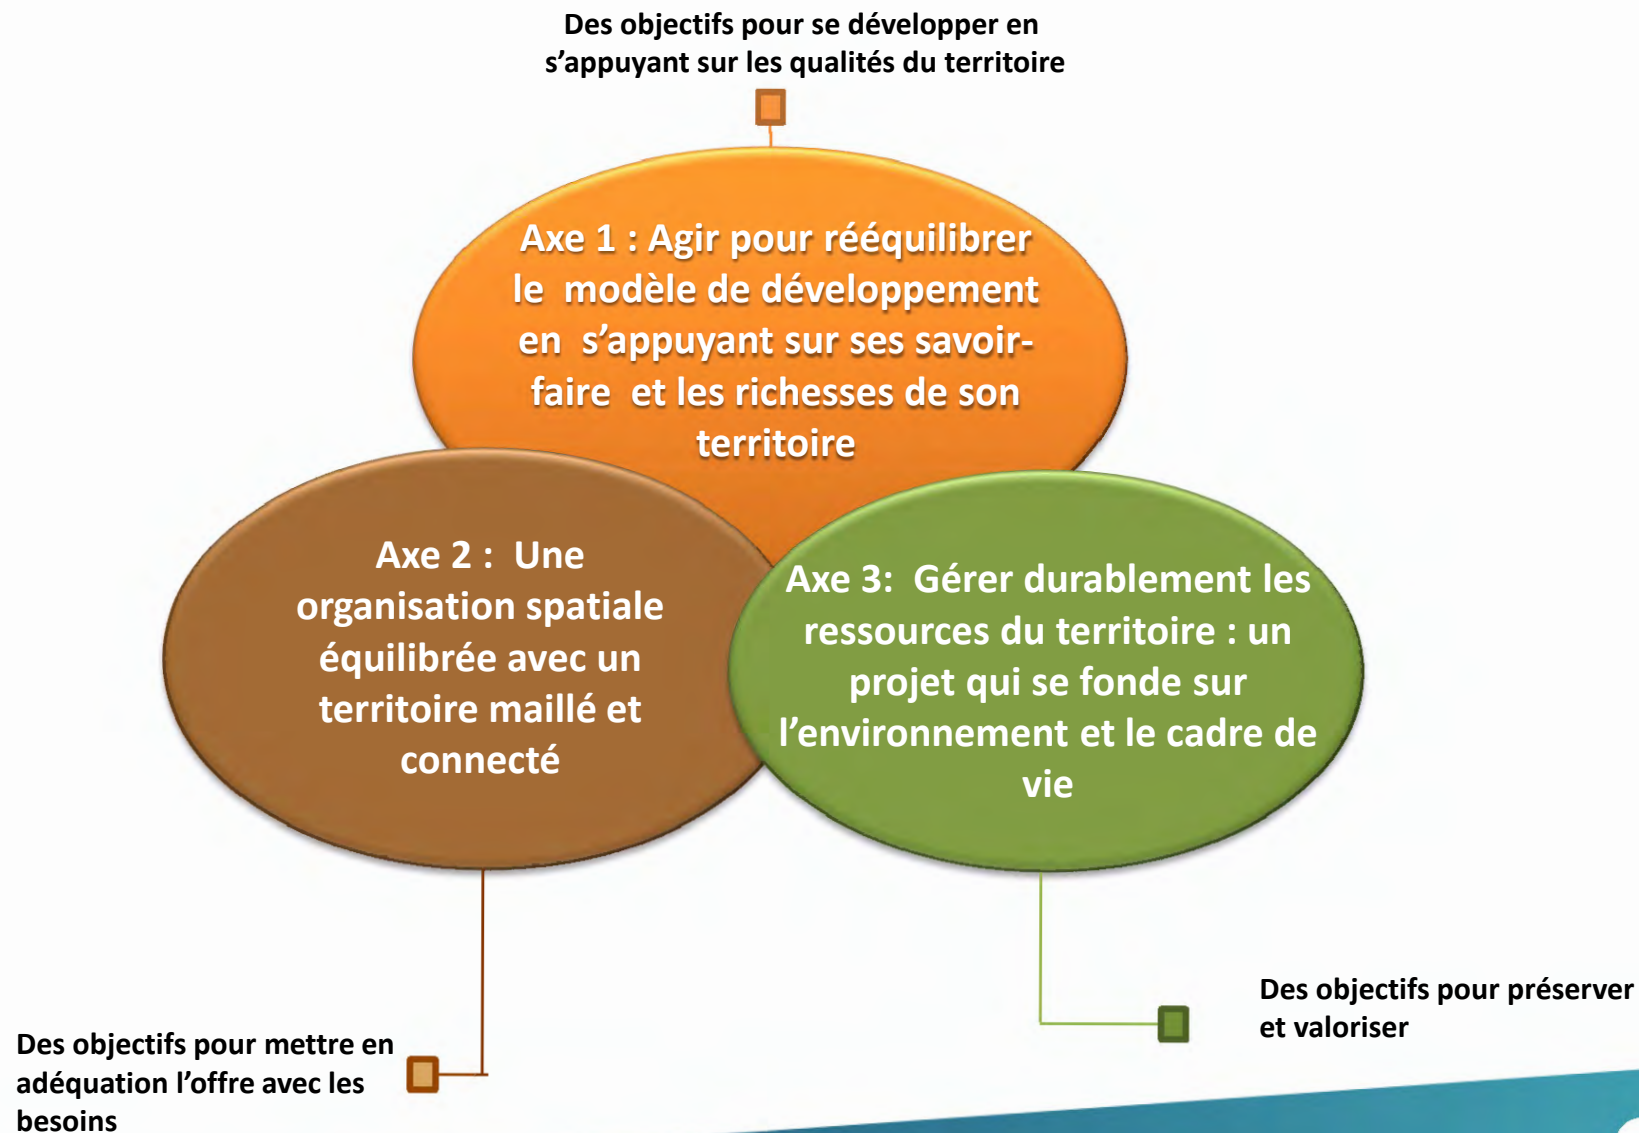 Des objectifs pour se développer en
s’appuyant sur les qualités du territoire
Axe 1 : Agir pour rééquilibrer
le modèle de développement
en s’appuyant sur ses savoir-
faire et les richesses de son
territoire
Axe 2 : Une
organisation spatiale
équilibrée avec un
territoire maillé et
connecté
Axe 3: Gérer durablement les
ressources du territoire : un
projet qui se fonde sur
l’environnement et le cadre de
vie
Des objectifs pour préserver
et valoriser
Des objectifs pour mettre en
adéquation l’offre avec les
besoins